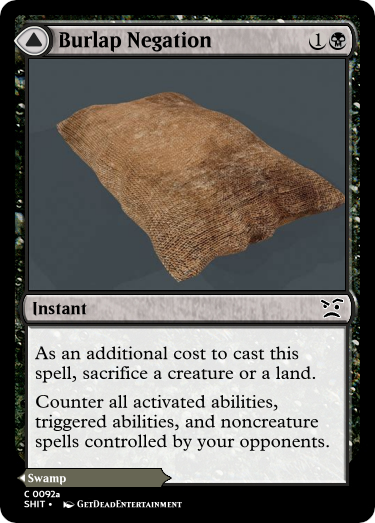 Burlap Negation 1
Instant
As an additional cost to cast this
spell, sacrifice a creature or a land.
Counter all activated abilities,
triggered abilities, and noncreature
spells controlled by your opponents.
Swamp
C 0092a
SHIT • GetDeadEntertainment